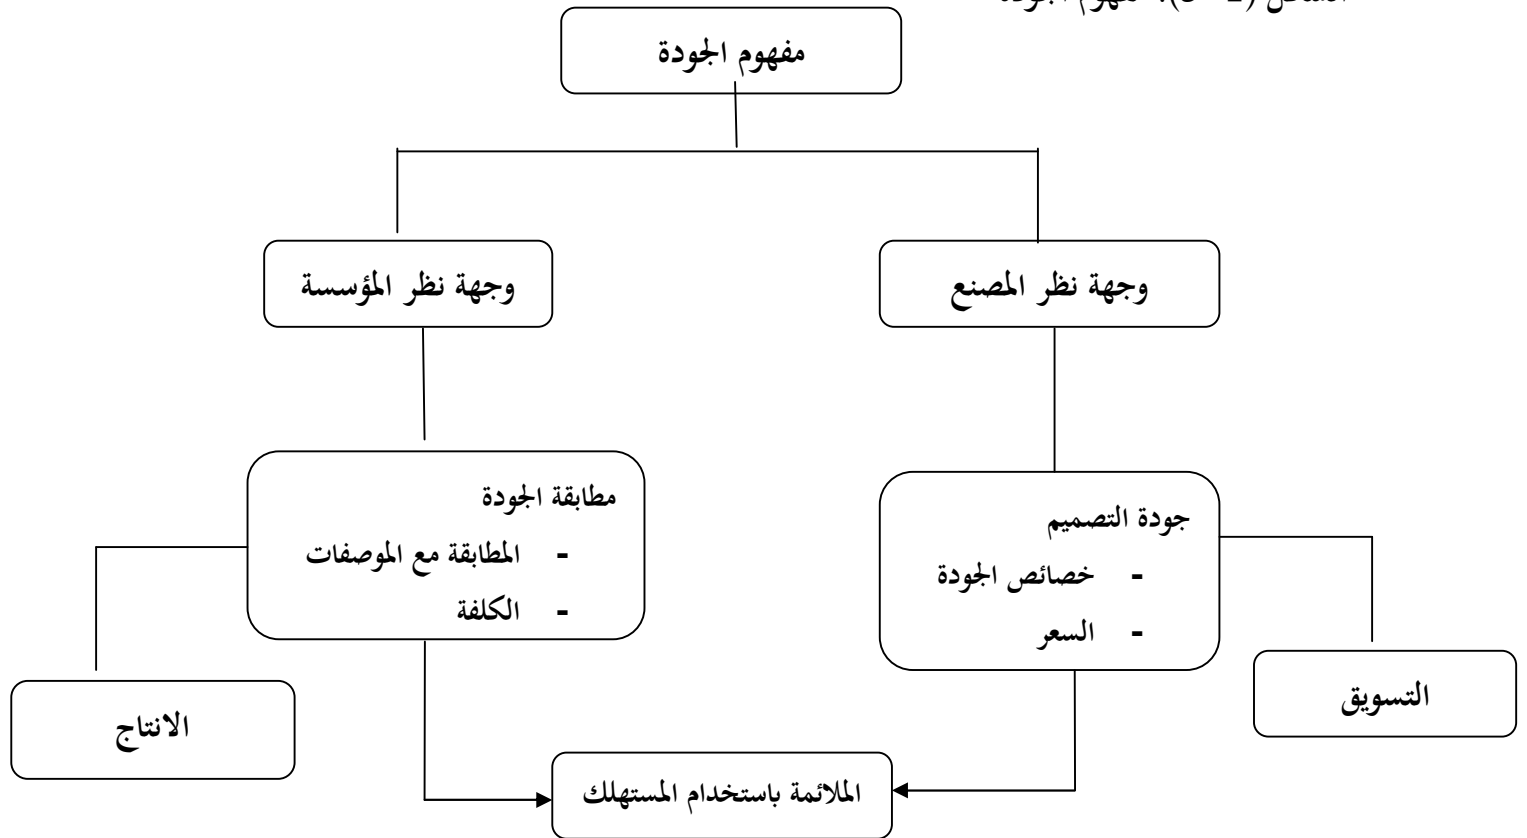 مفهوم الجودة
وجهة نظر المصنع
وجهة نظر المؤسسة
جودة التصميم
- خصائص الجودة
- السعر
مطابقة الجودة
- المطابقة مع الموصفات
- الكلفة
التسويق
الانتاج
الملائمة باستخدام المستهلك